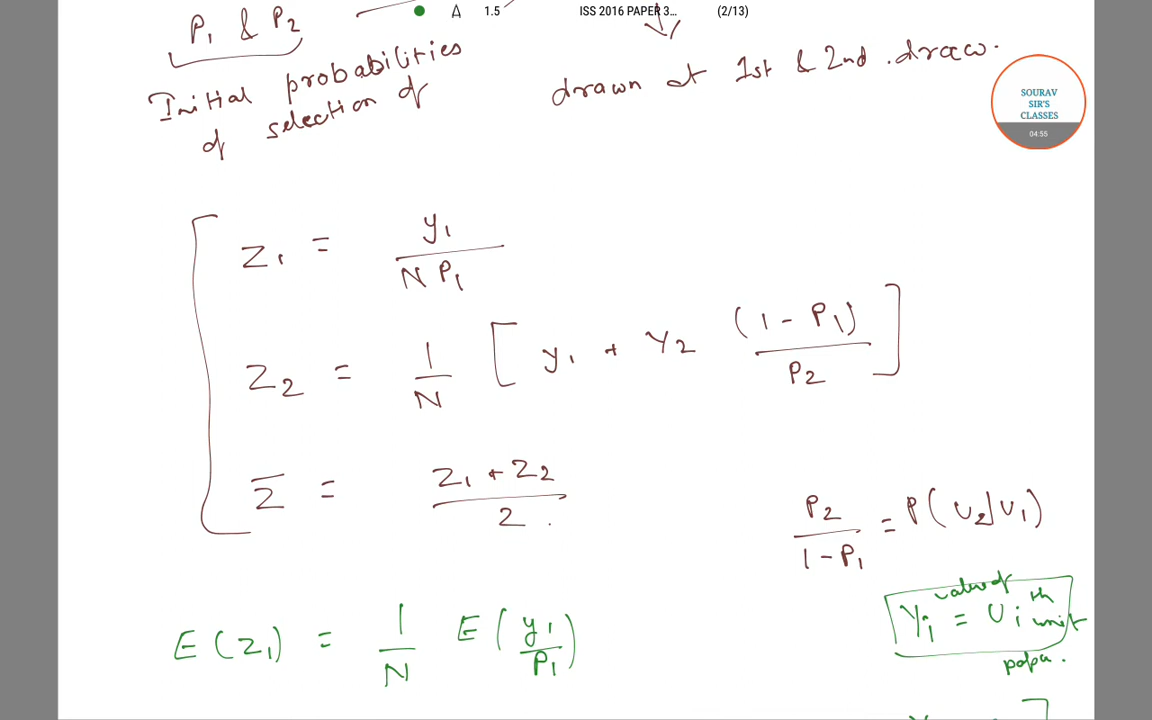 P₁ & P₂
A 1.5 ISS 2016 PAPER 3... (2/13)
Initial probabilities
of selection of
drawn at 1st & 2nd draw.
SOURAV
SIR'S
CLASSES
04:55
Z₁ = y₁ / N P₁
Z₂ = 1/N [ y₁ + y₂ (1 - P₁) / P₂ ]
Z̅ = Z₁ + Z₂ / 2.
P₂ / 1 - P₁ = P(U₂|U₁)
value of
Yᵢ = Uᵢ th unit
popn.
E(Z₁) = 1/N E(y₁/P₁)